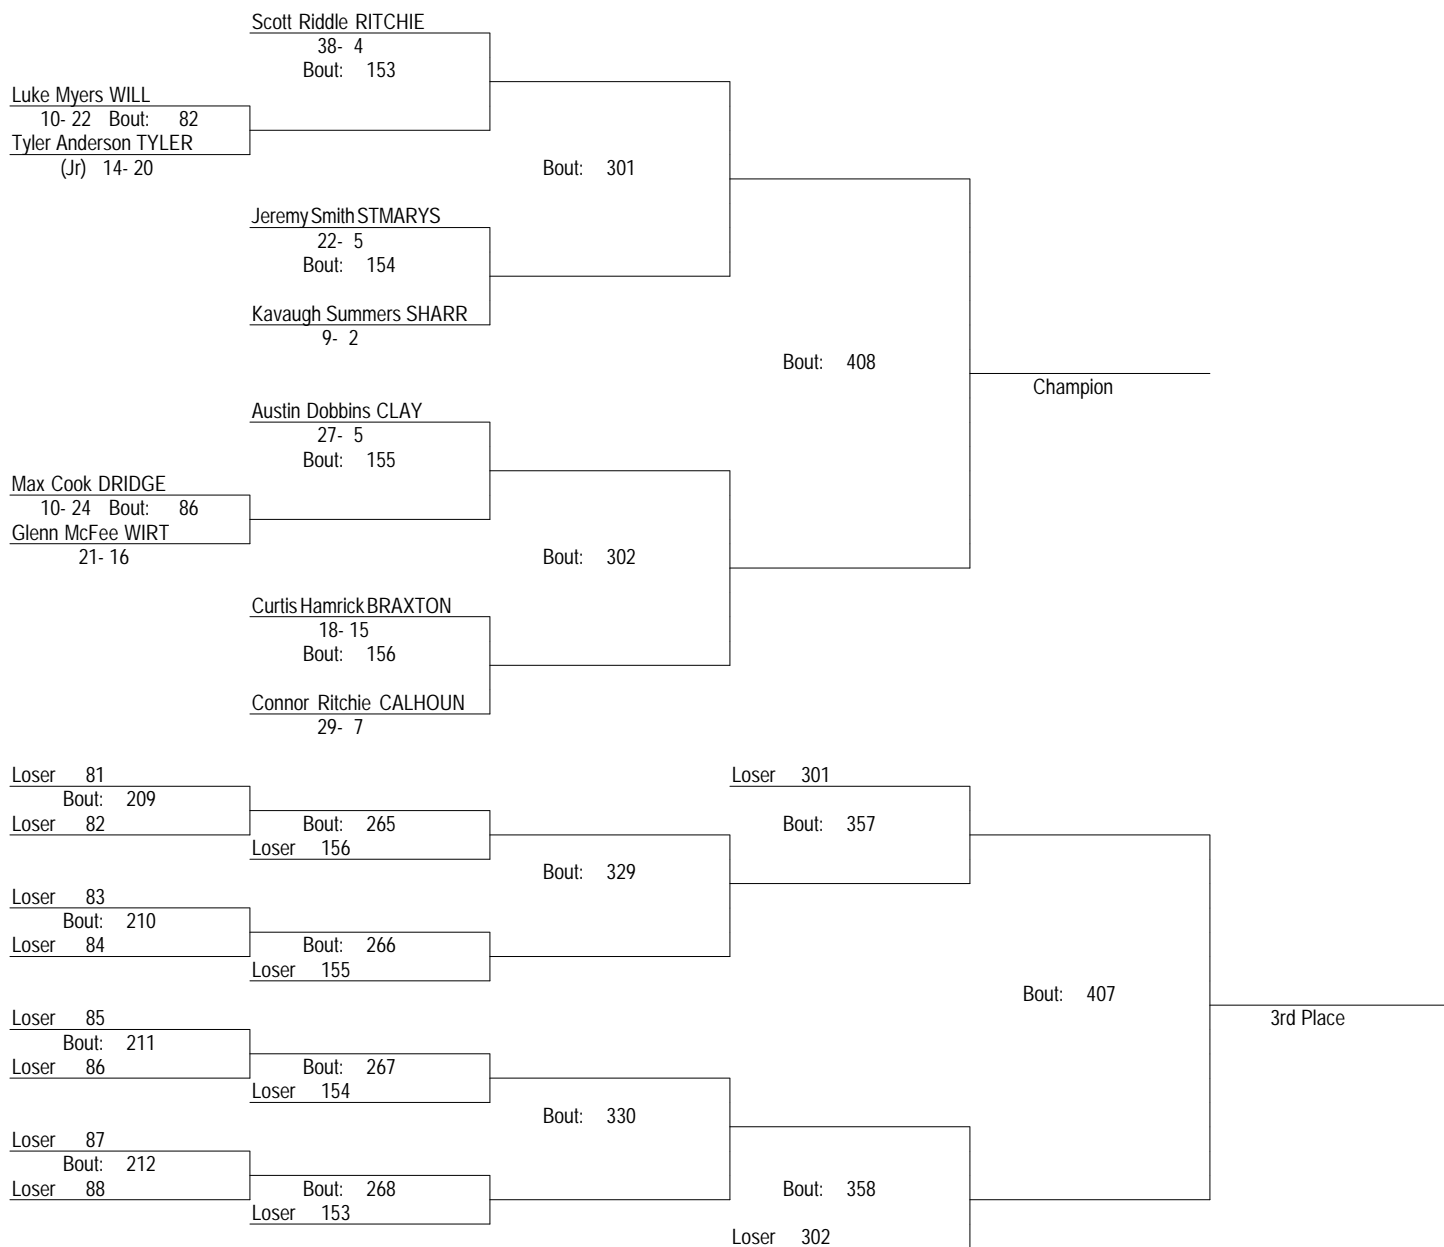 Scott Riddle RITCHIE
38- 4
Bout: 153
Luke Myers WILL
10- 22 Bout: 82
Tyler Anderson TYLER
(Jr) 14- 20
Bout: 301
Jeremy Smith STMARYS
22- 5
Bout: 154
Kavaugh Summers SHARR
9- 2
Bout: 408
Champion
Austin Dobbins CLAY
27- 5
Bout: 155
Max Cook DRIDGE
10- 24 Bout: 86
Glenn McFee WIRT
21- 16
Bout: 302
Curtis Hamrick BRAXTON
18- 15
Bout: 156
Connor Ritchie CALHOUN
29- 7
Loser 81
Bout: 209
Loser 82
Bout: 265
Loser 156
Loser 301
Bout: 357
Bout: 329
Loser 83
Bout: 210
Loser 84
Bout: 266
Loser 155
Bout: 407
3rd Place
Loser 85
Bout: 211
Loser 86
Bout: 267
Loser 154
Bout: 330
Loser 87
Bout: 212
Loser 88
Bout: 268
Loser 153
Bout: 358
Loser 302